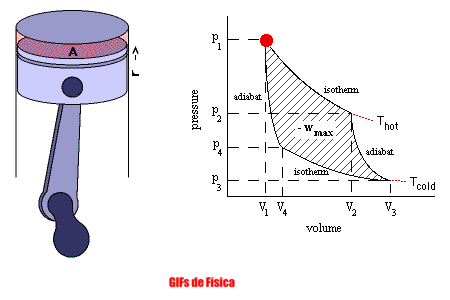 A
r ->
pressure
p1
p2
p4
p3
isotherm
adiabat
- wmax
Thot
adiabat
isotherm
Tcold
V1 V4 V2 V3
volume
GIFs de Física